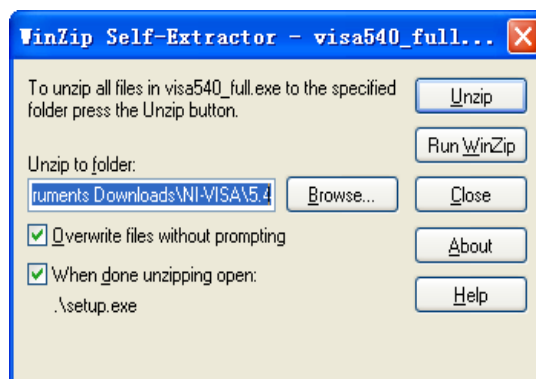 WinZip Self-Extractor - visa540_full...
To unzip all files in visa540_full.exe to the specified
folder press the Unzip button.
Unzip
Run WinZip
Unzip to folder:
ruments Downloads\NI-VISA\5.4
Browse...
Close
Overwrite files without prompting
About
When done unzipping open:
.\setup.exe
Help